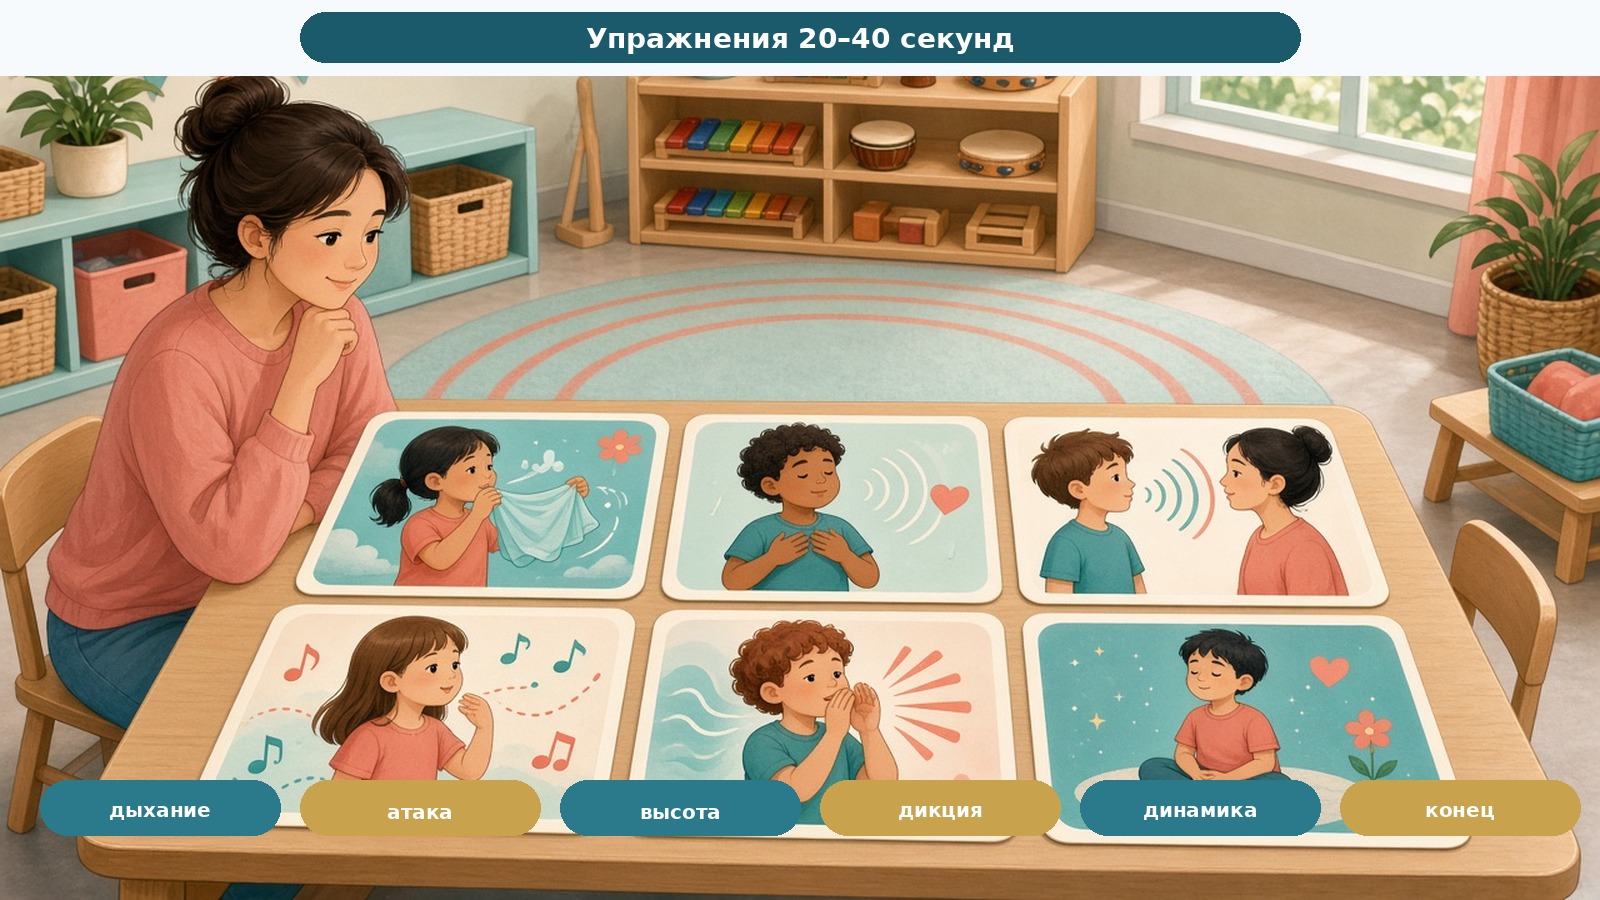 Упражнения 20–40 секунд
дыхание
атака
высота
дикция
динамика
конец